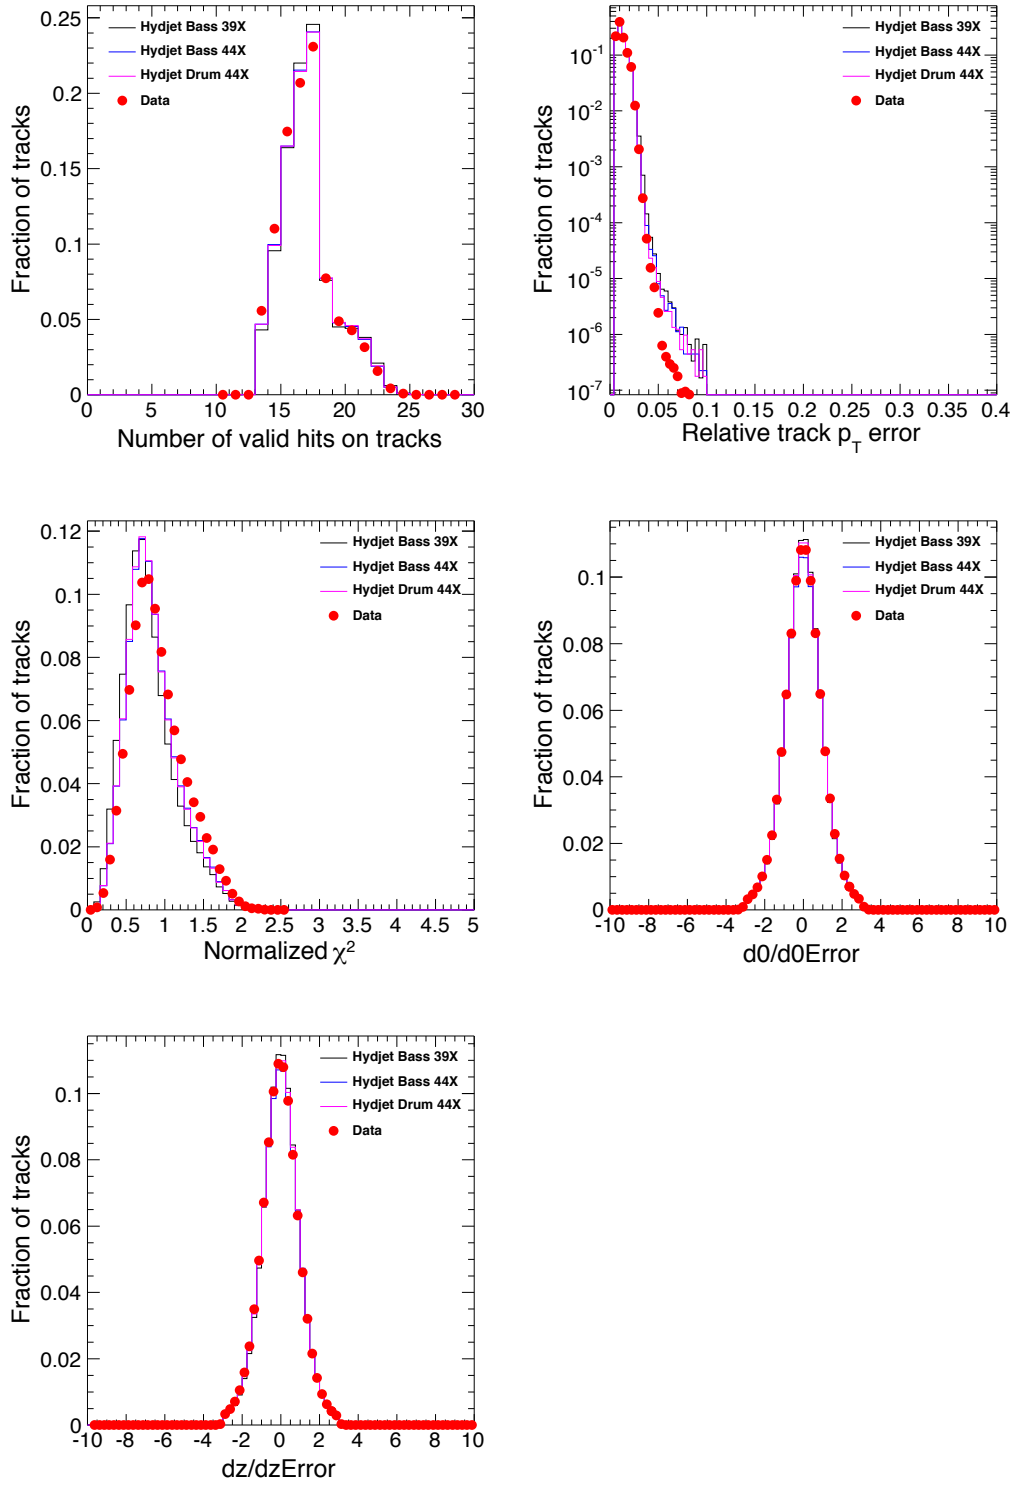 0.25
0.2
0.15
0.1
0.05
0
Fraction of tracks
Hydjet Bass 39X
Hydjet Bass 44X
Hydjet Drum 44X
Data
0 5 10 15 20 25 30
Number of valid hits on tracks
10^-1
10^-2
10^-3
10^-4
10^-5
10^-6
10^-7
Fraction of tracks
Hydjet Bass 39X
Hydjet Bass 44X
Hydjet Drum 44X
Data
0 0.05 0.1 0.15 0.2 0.25 0.3 0.35 0.4
Relative track p_T error
0.12
0.1
0.08
0.06
0.04
0.02
0
Fraction of tracks
Hydjet Bass 39X
Hydjet Bass 44X
Hydjet Drum 44X
Data
0 0.5 1 1.5 2 2.5 3 3.5 4 4.5 5
Normalized χ²
0.1
0.08
0.06
0.04
0.02
0
Fraction of tracks
Hydjet Bass 39X
Hydjet Bass 44X
Hydjet Drum 44X
Data
-10 -8 -6 -4 -2 0 2 4 6 8 10
d0/d0Error
0.1
0.08
0.06
0.04
0.02
0
Fraction of tracks
Hydjet Bass 39X
Hydjet Bass 44X
Hydjet Drum 44X
Data
-10 -8 -6 -4 -2 0 2 4 6 8 10
dz/dzError